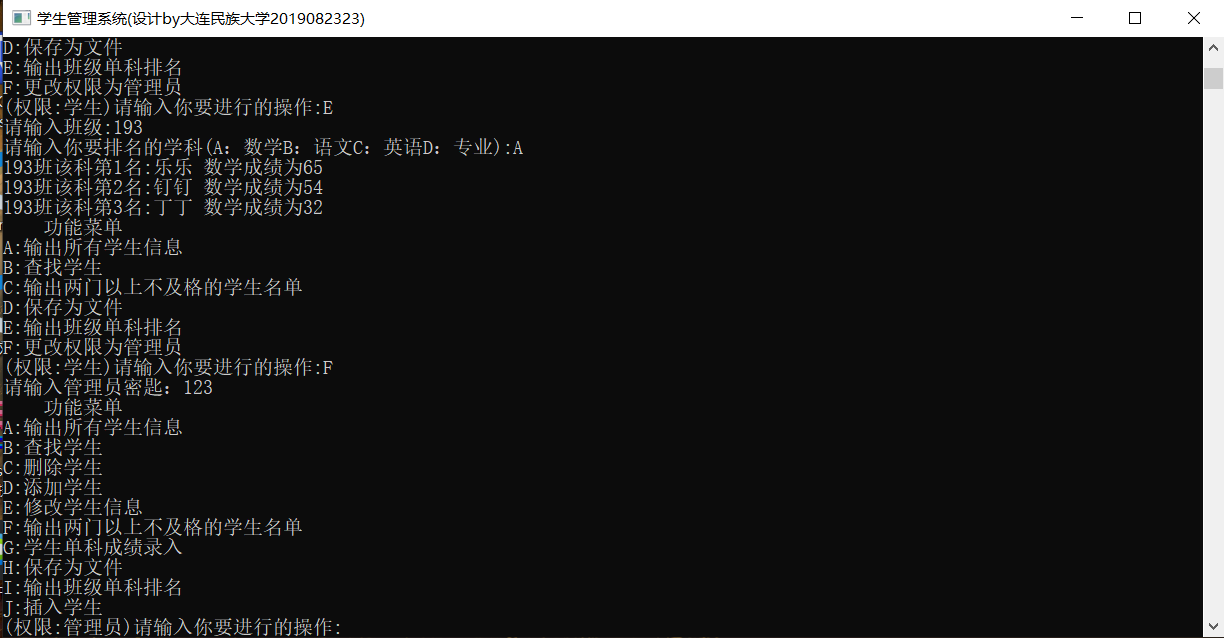 学生管理系统(设计by大连民族大学2019082323)
D:保存为文件
E:输出班级单科排名
F:更改权限为管理员
(权限:学生)请输入你要进行的操作:E
请输入班级:193
请输入你要排名的学科(A：数学B：语文C：英语D：专业):A
193班该科第1名:乐乐 数学成绩为65
193班该科第2名:钉钉 数学成绩为54
193班该科第3名:丁丁 数学成绩为32
功能菜单
A:输出所有学生信息
B:查找学生
C:输出两门以上不及格的学生名单
D:保存为文件
E:输出班级单科排名
F:更改权限为管理员
(权限:学生)请输入你要进行的操作:F
请输入管理员密匙：123
功能菜单
A:输出所有学生信息
B:查找学生
C:删除学生
D:添加学生
E:修改学生信息
F:输出两门以上不及格的学生名单
G:学生单科成绩录入
H:保存为文件
I:输出班级单科排名
J:插入学生
(权限:管理员)请输入你要进行的操作: